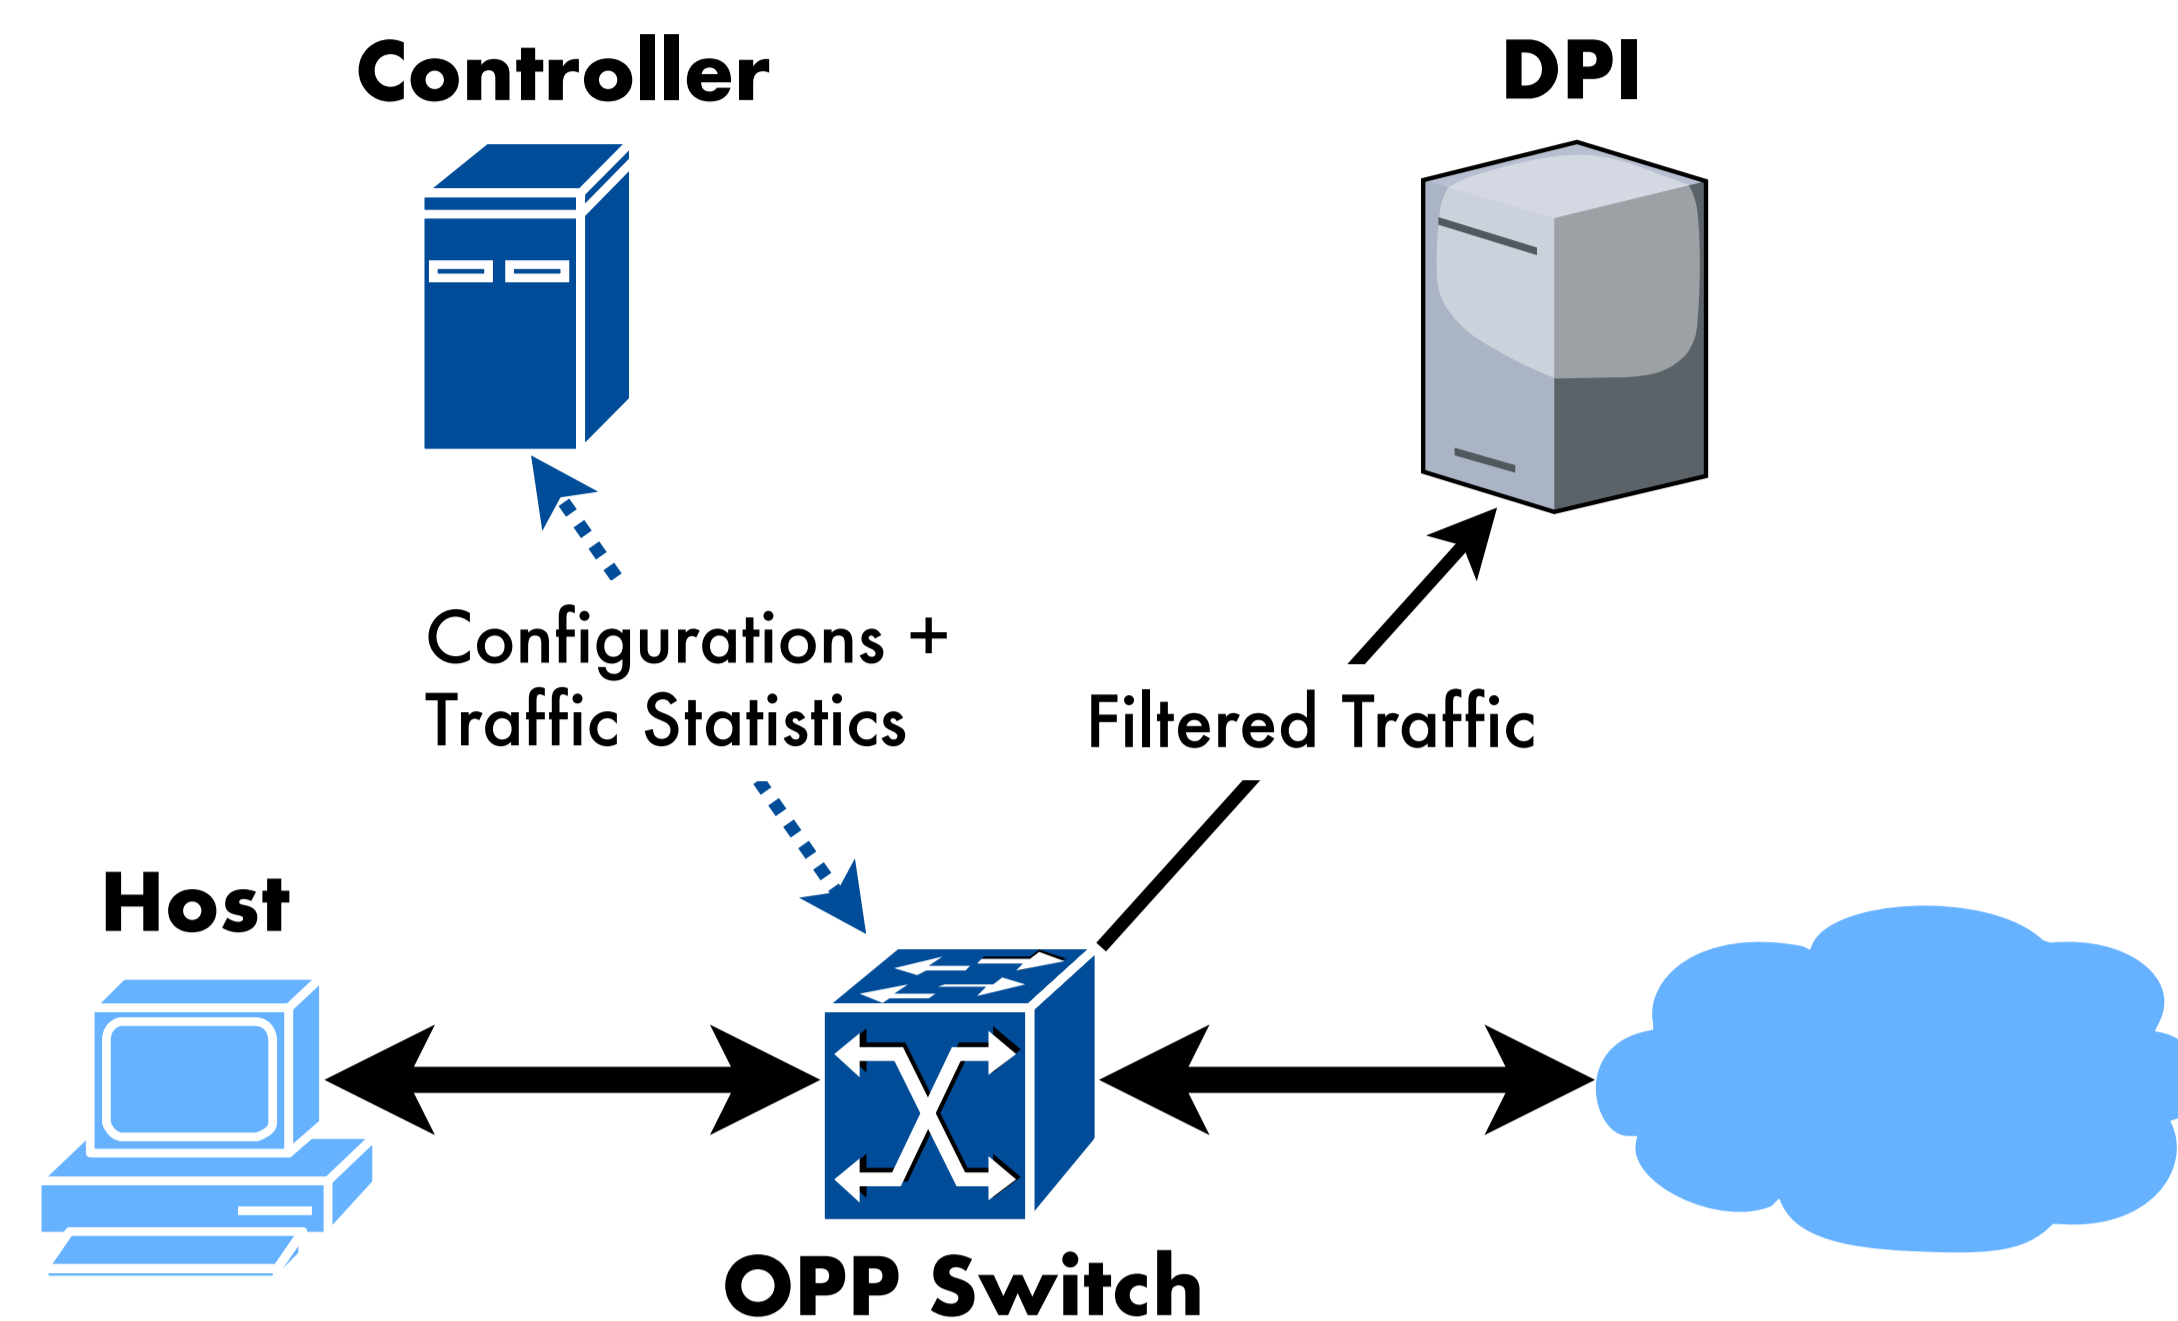 Controller
DPI
Configurations +
Traffic Statistics
Filtered Traffic
Host
OPP Switch